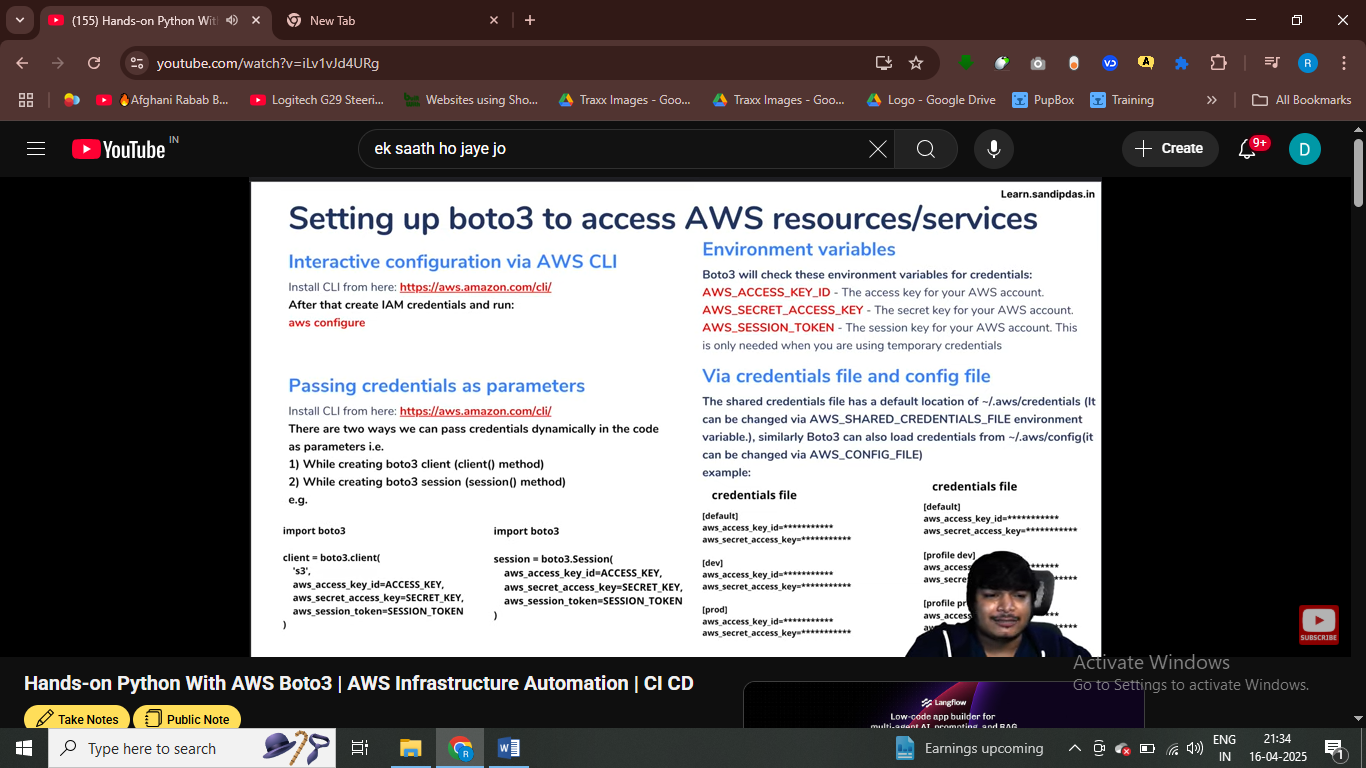 (155) Hands-on Python Wit
New Tab
youtube.com/watch?v=iLv1vJd4URg
🔥Afghani Rabab B...
Logitech G29 Steeri...
Websites using Sho...
Traxx Images - Goo...
Traxx Images - Goo...
Logo - Google Drive
PupBox
Training
All Bookmarks
YouTube IN
ek saath ho jaye jo
Create
9+
D
Learn.sandipdas.in
Setting up boto3 to access AWS resources/services
Interactive configuration via AWS CLI
Install CLI from here: https://aws.amazon.com/cli/
After that create IAM credentials and run:
aws configure
Passing credentials as parameters
Install CLI from here: https://aws.amazon.com/cli/
There are two ways we can pass credentials dynamically in the code
as parameters i.e.
1) While creating boto3 client (client() method)
2) While creating boto3 session (session() method)
e.g.
import boto3
client = boto3.client(
's3',
aws_access_key_id=ACCESS_KEY,
aws_secret_access_key=SECRET_KEY,
aws_session_token=SESSION_TOKEN
)
import boto3
session = boto3.Session(
aws_access_key_id=ACCESS_KEY,
aws_secret_access_key=SECRET_KEY,
aws_session_token=SESSION_TOKEN
)
Environment variables
Boto3 will check these environment variables for credentials:
AWS_ACCESS_KEY_ID - The access key for your AWS account.
AWS_SECRET_ACCESS_KEY - The secret key for your AWS account.
AWS_SESSION_TOKEN - The session key for your AWS account. This
is only needed when you are using temporary credentials
Via credentials file and config file
The shared credentials file has a default location of ~/.aws/credentials (It
can be changed via AWS_SHARED_CREDENTIALS_FILE environment
variable.), similarly Boto3 can also load credentials from ~/.aws/config(it
can be changed via AWS_CONFIG_FILE)
example:
credentials file
[default]
aws_access_key_id=***********
aws_secret_access_key=***********
[dev]
aws_access_key_id=***********
aws_secret_access_key=***********
[prod]
aws_access_key_id=***********
aws_secret_access_key=***********
credentials file
[default]
aws_access_key_id=***********
aws_secret_access_key=***********
[profile dev]
aws_acce
aws_secre
[profile pr
SUBSCRIBE
Activate Windows
Go to Settings to activate Windows.
Hands-on Python With AWS Boto3 | AWS Infrastructure Automation | CI CD
Take Notes
Public Note
Langflow
Low-code app builder for
multi-agent AI, prompting, and RAG
Type here to search
Earnings upcoming
ENG
IN
21:34
16-04-2025
1